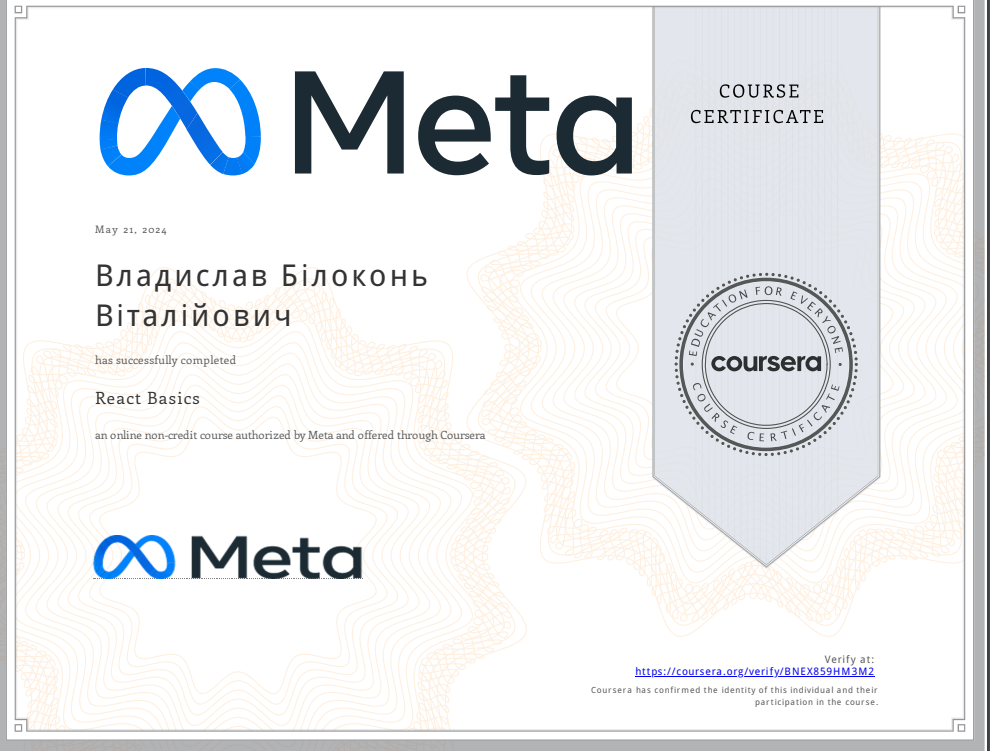 Meta
COURSE
CERTIFICATE
May 21, 2024
Владислав Білоконь
Віталійович
has successfully completed
React Basics
an online non-credit course authorized by Meta and offered through Coursera
EDUCATION FOR EVERYONE
coursera
COURSE CERTIFICATE
Meta
Verify at:
https://coursera.org/verify/BNEX859HM3M2
Coursera has confirmed the identity of this individual and their
participation in the course.